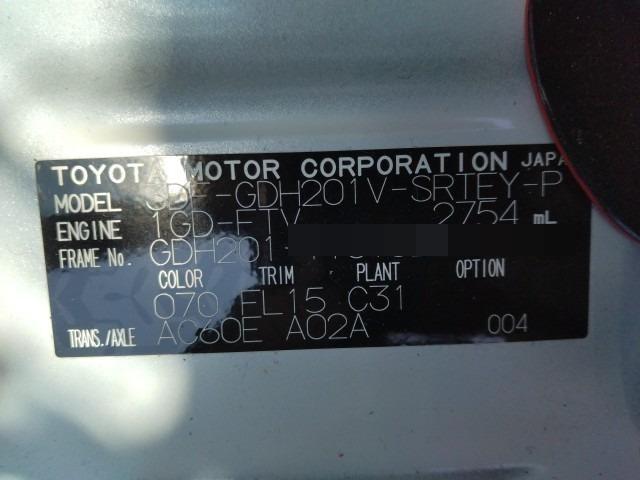 TOYOTA MOTOR CORPORATION JAPA
MODEL 3DF-GDH201V-SRTEY-P
ENGINE 1GD-FTV 2754 mL
FRAME No. GDH201-
COLOR TRIM PLANT OPTION
070 FL15 C31
TRANS./AXLE AC60E A02A 004